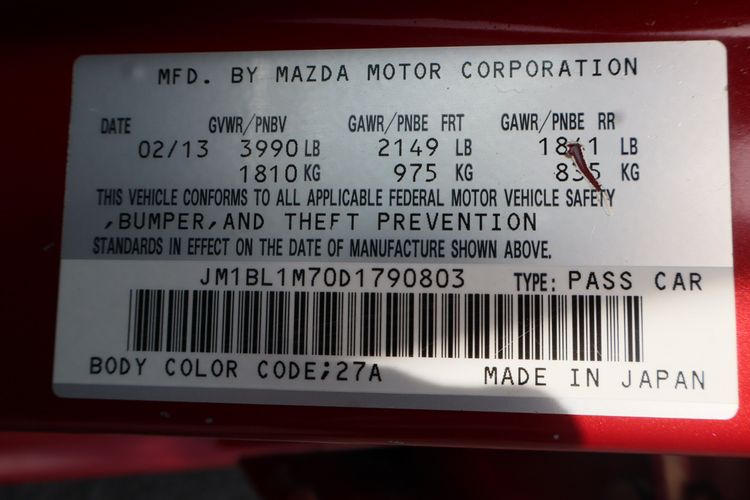 MFD. BY MAZDA MOTOR CORPORATION
DATE GVWR/PNBV GAWR/PNBE FRT GAWR/PNBE RR
02/13 3990 LB 2149 LB 1841 LB
1810 KG 975 KG 835 KG
THIS VEHICLE CONFORMS TO ALL APPLICABLE FEDERAL MOTOR VEHICLE SAFETY
,BUMPER,AND THEFT PREVENTION
STANDARDS IN EFFECT ON THE DATE OF MANUFACTURE SHOWN ABOVE.
JM1BL1M70D1790803 TYPE: PASS CAR
BODY COLOR CODE;27A MADE IN JAPAN